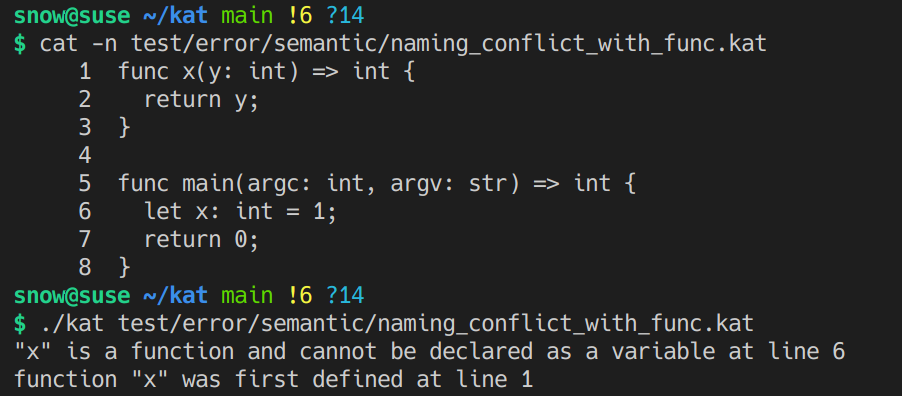 snow@suse ~/kat main !6 ?14
$ cat -n test/error/semantic/naming_conflict_with_func.kat
     1  func x(y: int) => int {
     2    return y;
     3  }
     4
     5  func main(argc: int, argv: str) => int {
     6    let x: int = 1;
     7    return 0;
     8  }
snow@suse ~/kat main !6 ?14
$ ./kat test/error/semantic/naming_conflict_with_func.kat
"x" is a function and cannot be declared as a variable at line 6
function "x" was first defined at line 1